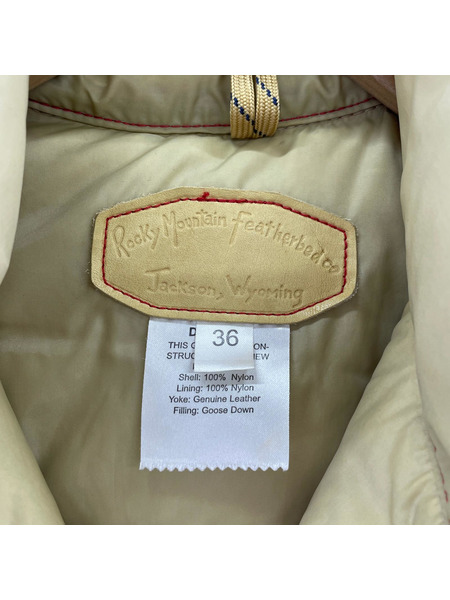 Rocky Mountain Featherbed co
Jackson, Wyoming
36
THIS
STRUC
Shell: 100% Nylon
Lining: 100% Nylon
Yoke: Genuine Leather
Filling: Goose Down